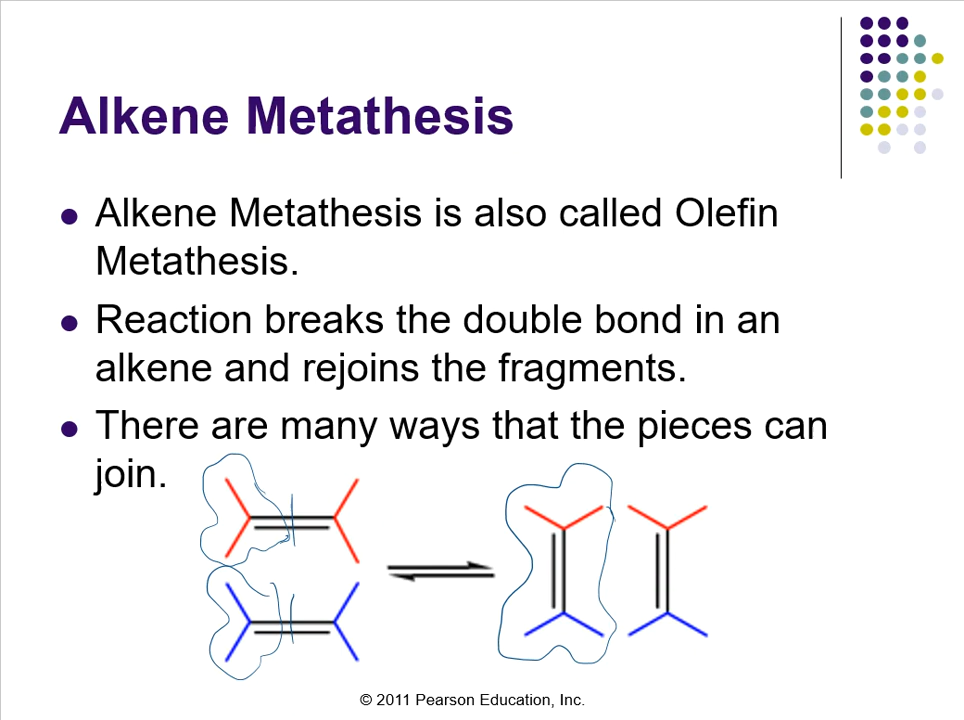 Alkene Metathesis
Alkene Metathesis is also called Olefin
Metathesis.
Reaction breaks the double bond in an
alkene and rejoins the fragments.
There are many ways that the pieces can
join.
© 2011 Pearson Education, Inc.